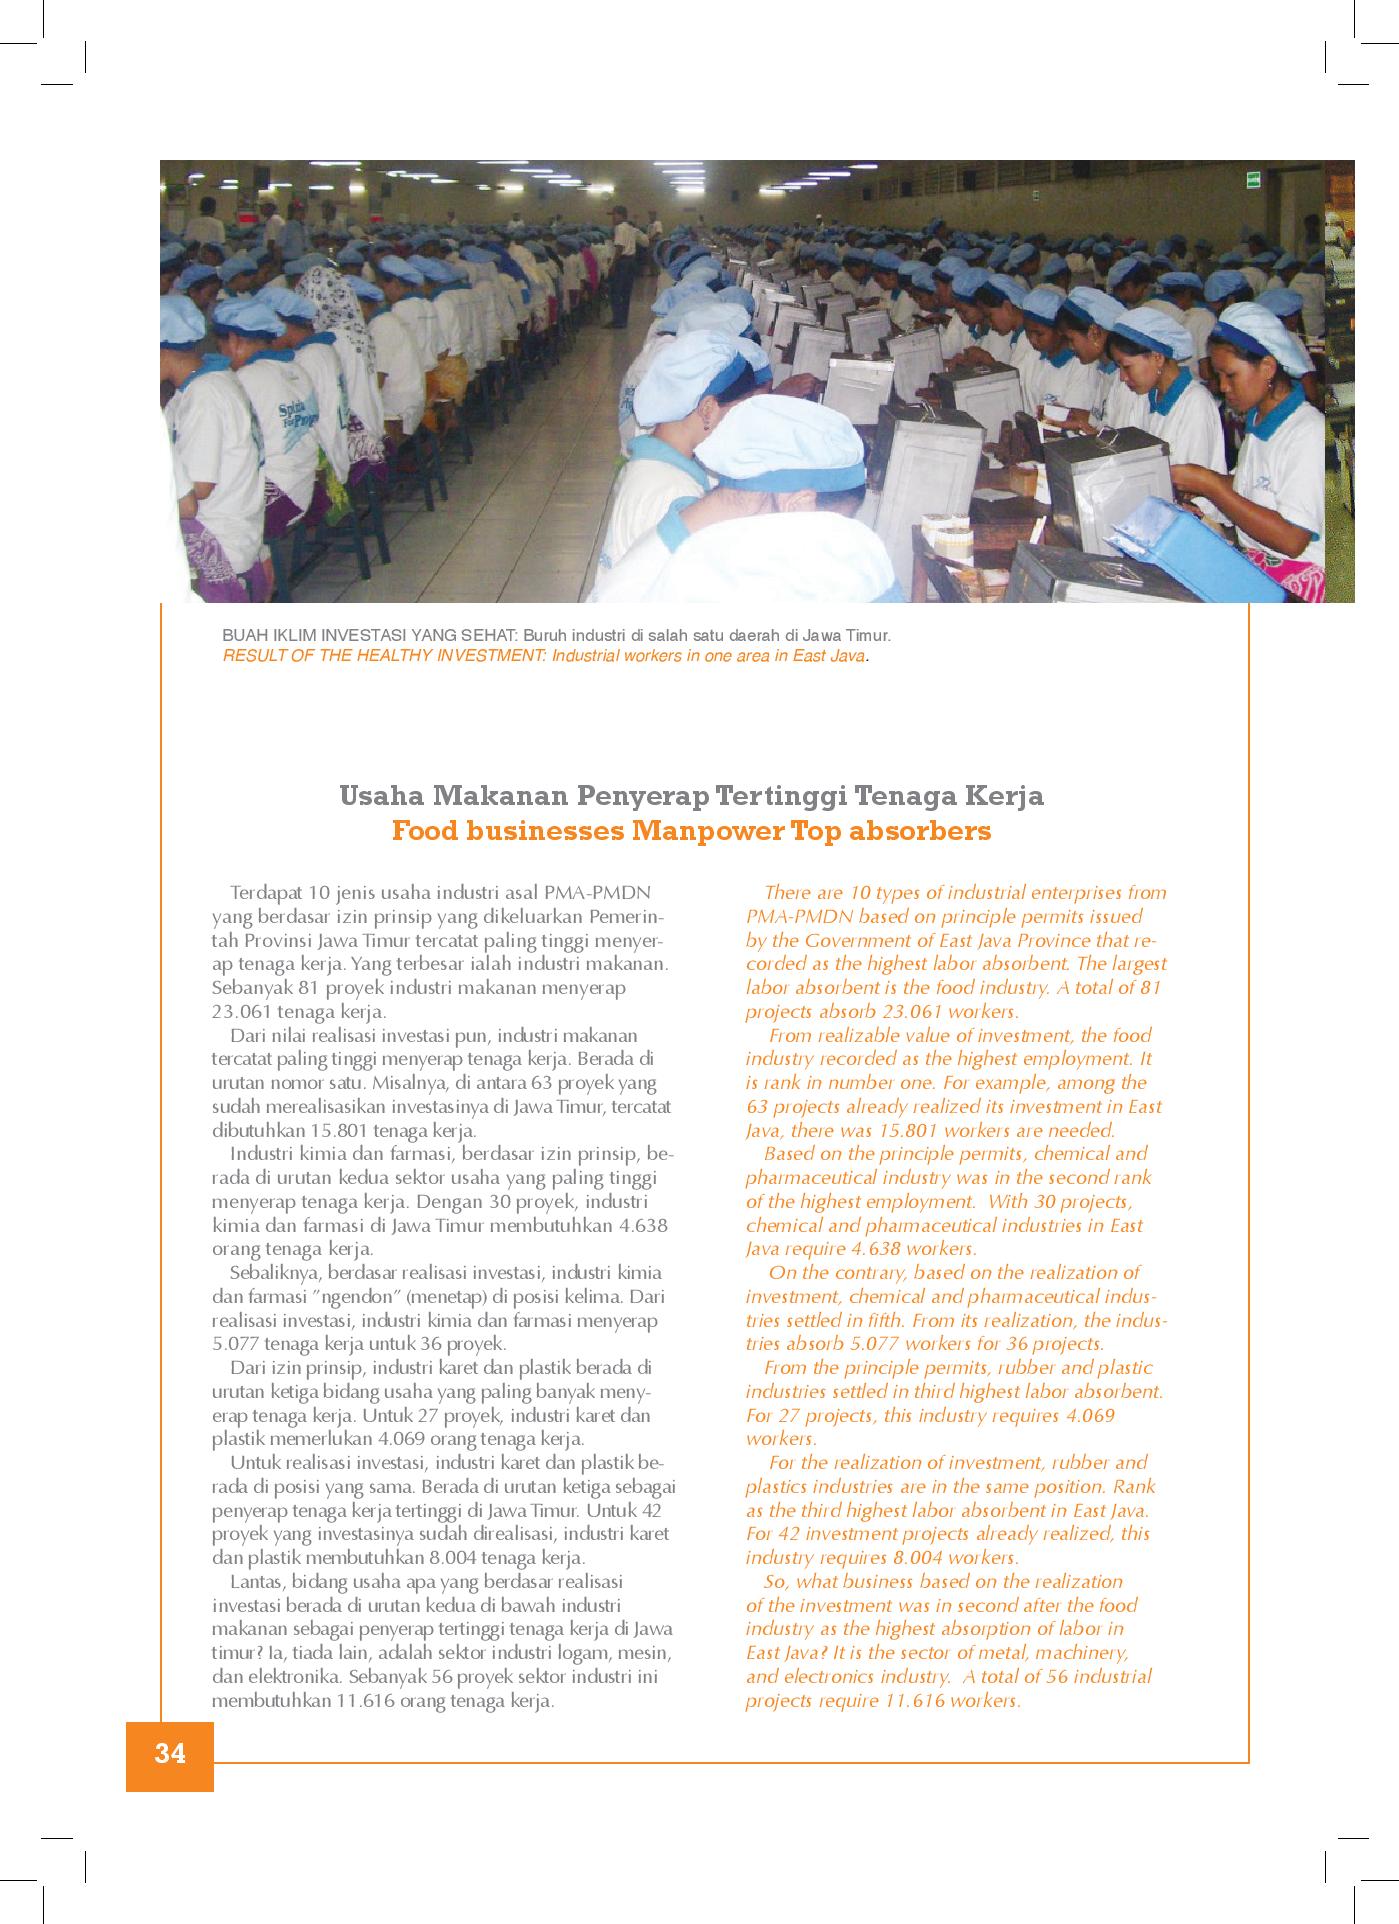 BUAH IKLIM INVESTASI YANG SEHAT: Buruh industri di salah satu daerah di Jawa Timur.
RESULT OF THE HEALTHY INVESTMENT: Industrial workers in one area in East Java.
Usaha Makanan Penyerap Tertinggi Tenaga Kerja
Food businesses Manpower Top absorbers
Terdapat 10 jenis usaha industri asal PMA-PMDN
yang berdasar izin prinsip yang dikeluarkan Pemerin-
tah Provinsi Jawa Timur tercatat paling tinggi menyer-
ap tenaga kerja. Yang terbesar ialah industri makanan.
Sebanyak 81 proyek industri makanan menyerap
23.061 tenaga kerja.
Dari nilai realisasi investasi pun, industri makanan
tercatat paling tinggi menyerap tenaga kerja. Berada di
urutan nomor satu. Misalnya, di antara 63 proyek yang
sudah merealisasikan investasinya di Jawa Timur, tercatat
dibutuhkan 15.801 tenaga kerja.
Industri kimia dan farmasi, berdasar izin prinsip, be-
rada di urutan kedua sektor usaha yang paling tinggi
menyerap tenaga kerja. Dengan 30 proyek, industri
kimia dan farmasi di Jawa Timur membutuhkan 4.638
orang tenaga kerja.
Sebaliknya, berdasar realisasi investasi, industri kimia
dan farmasi ”ngendon” (menetap) di posisi kelima. Dari
realisasi investasi, industri kimia dan farmasi menyerap
5.077 tenaga kerja untuk 36 proyek.
Dari izin prinsip, industri karet dan plastik berada di
urutan ketiga bidang usaha yang paling banyak meny-
erap tenaga kerja. Untuk 27 proyek, industri karet dan
plastik memerlukan 4.069 orang tenaga kerja.
Untuk realisasi investasi, industri karet dan plastik be-
rada di posisi yang sama. Berada di urutan ketiga sebagai
penyerap tenaga kerja tertinggi di Jawa Timur. Untuk 42
proyek yang investasinya sudah direalisasi, industri karet
dan plastik membutuhkan 8.004 tenaga kerja.
Lantas, bidang usaha apa yang berdasar realisasi
investasi berada di urutan kedua di bawah industri
makanan sebagai penyerap tertinggi tenaga kerja di Jawa
timur? Ia, tiada lain, adalah sektor industri logam, mesin,
dan elektronika. Sebanyak 56 proyek sektor industri ini
membutuhkan 11.616 orang tenaga kerja.
There are 10 types of industrial enterprises from
PMA-PMDN based on principle permits issued
by the Government of East Java Province that re-
corded as the highest labor absorbent. The largest
labor absorbent is the food industry. A total of 81
projects absorb 23.061 workers.
From realizable value of investment, the food
industry recorded as the highest employment. It
is rank in number one. For example, among the
63 projects already realized its investment in East
Java, there was 15.801 workers are needed.
Based on the principle permits, chemical and
pharmaceutical industry was in the second rank
of the highest employment. With 30 projects,
chemical and pharmaceutical industries in East
Java require 4.638 workers.
On the contrary, based on the realization of
investment, chemical and pharmaceutical indus-
tries settled in fifth. From its realization, the indus-
tries absorb 5.077 workers for 36 projects.
From the principle permits, rubber and plastic
industries settled in third highest labor absorbent.
For 27 projects, this industry requires 4.069
workers.
For the realization of investment, rubber and
plastics industries are in the same position. Rank
as the third highest labor absorbent in East Java.
For 42 investment projects already realized, this
industry requires 8.004 workers.
So, what business based on the realization
of the investment was in second after the food
industry as the highest absorption of labor in
East Java? It is the sector of metal, machinery,
and electronics industry. A total of 56 industrial
projects require 11.616 workers.
34